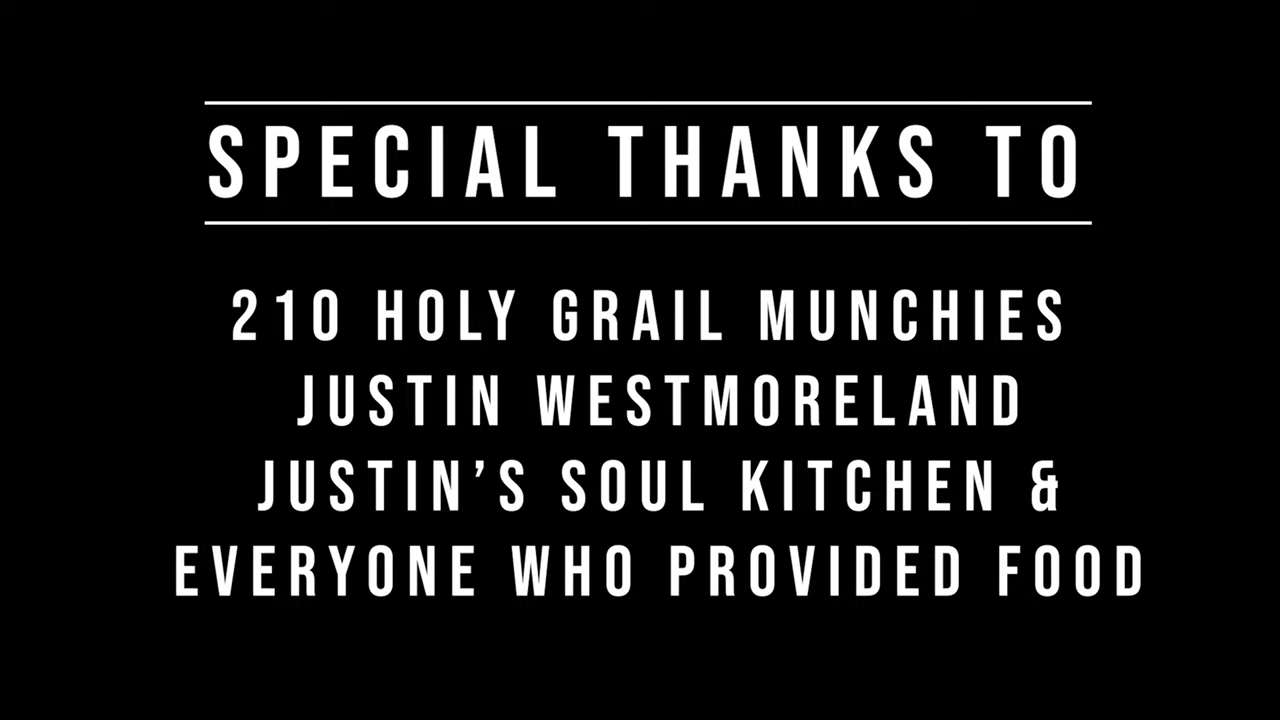 SPECIAL THANKS TO
210 HOLY GRAIL MUNCHIES
JUSTIN WESTMORELAND
JUSTIN’S SOUL KITCHEN &
EVERYONE WHO PROVIDED FOOD